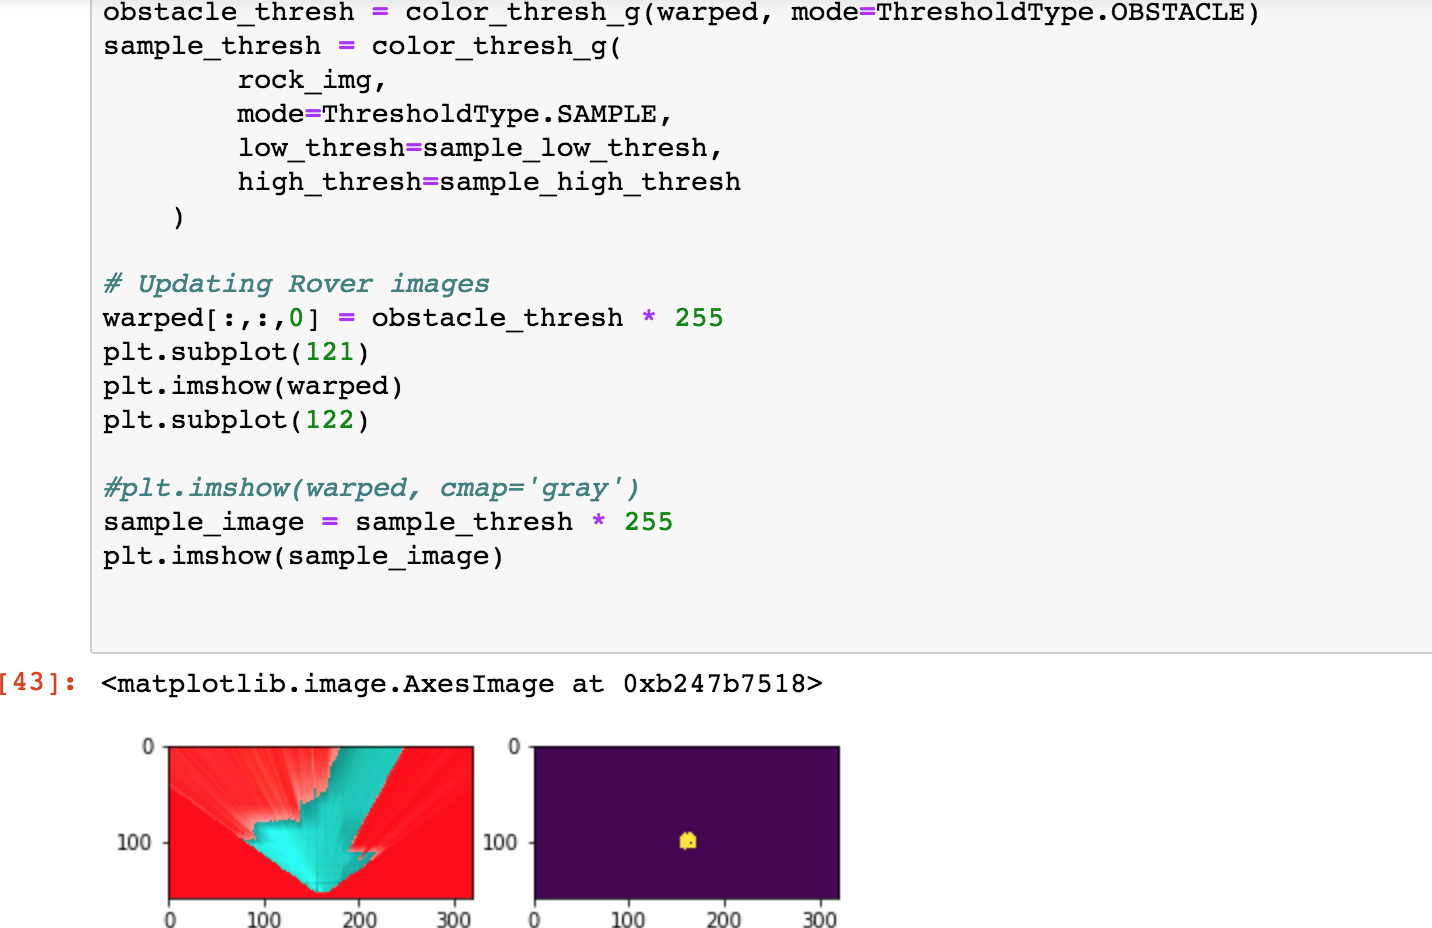 obstacle_thresh = color_thresh_g(warped, mode=ThresholdType.OBSTACLE)
sample_thresh = color_thresh_g(
        rock_img,
        mode=ThresholdType.SAMPLE,
        low_thresh=sample_low_thresh,
        high_thresh=sample_high_thresh
    )
# Updating Rover images
warped[:,:,0] = obstacle_thresh * 255
plt.subplot(121)
plt.imshow(warped)
plt.subplot(122)
#plt.imshow(warped, cmap='gray')
sample_image = sample_thresh * 255
plt.imshow(sample_image)
[43]: <matplotlib.image.AxesImage at 0xb247b7518>
0 0
100 100
0 100 200 300 0 100 200 300